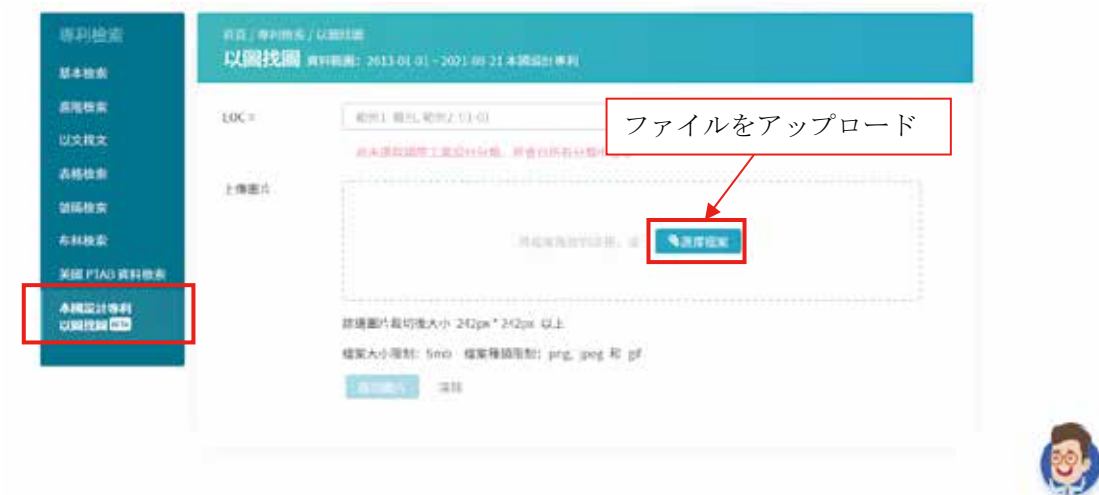 專利檢索
基本檢索
進階檢索
以文找文
表格檢索
號碼檢索
布林檢索
美國 PTAB 資料檢索
本國設計專利
以圖找圖 BETA
首頁 / 專利檢索 / 以圖找圖
以圖找圖 資料範圍: 2013-01-01 ~ 2021-08-21 本國設計專利
LOC =
ファイルをアップロード
上傳圖片
選擇檔案
篩選圖片裁切後大小 242px * 242px 以上
檔案大小限制: 5mb 檔案種類限制: png, jpeg 和 gif
清除